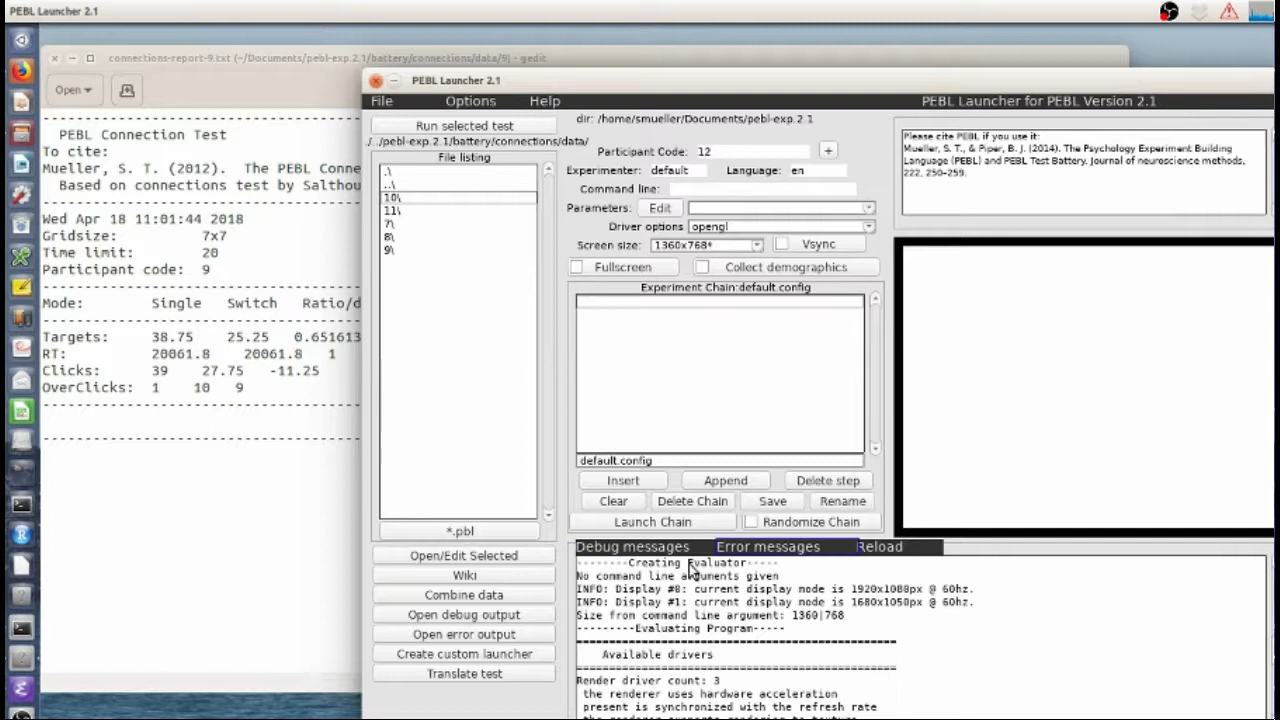 PEBL Launcher 2.1
connections-report-9.txt (~/Documents/pebl-exp 2.1/battery/connections/data/9) - gedit
Open
PEBL Connection Test
To cite:
Mueller, S. T. (2012). The PEBL Conne
Based on connections test by Salthou
Wed Apr 18 11:01:44 2018
Gridsize: 7x7
Time limit: 20
Participant code: 9
Mode: Single Switch Ratio/d
Targets: 38.75 25.25 0.651613
RT: 20061.8 20061.8 1
Clicks: 39 27.75 -11.25
OverClicks: 1 10 9
PEBL Launcher 2.1
File Options Help
PEBL Launcher for PEBL Version 2.1
Run selected test
dir: /home/smueller/Documents/pebl-exp.2.1
/../pebl-exp.2.1/battery/connections/data/
File listing
.\
..\
10\
11\
7\
8\
9\
*.pbl
Open/Edit Selected
Wiki
Combine data
Open debug output
Open error output
Create custom launcher
Translate test
Participant Code: 12 +
Experimenter: default Language: en
Command line:
Parameters: Edit
Driver options opengl
Screen size: 1360x768* Vsync
Fullscreen Collect demographics
Experiment Chain:default.config
default.config
Insert Append Delete step
Clear Delete Chain Save Rename
Launch Chain Randomize Chain
Please cite PEBL if you use it:
Mueller, S. T., & Piper, B. J. (2014). The Psychology Experiment Building
Language (PEBL) and PEBL Test Battery. Journal of neuroscience methods,
222, 250-259.
Debug messages Error messages Reload
--------Creating Evaluator-----
No command line arguments given
INFO: Display #0: current display mode is 1920x1080px @ 60hz.
INFO: Display #1: current display mode is 1680x1050px @ 60hz.
Size from command line argument: 1360|768
---------Evaluating Program-----
==================================================
Available drivers
==================================================
Render driver count: 3
the renderer uses hardware acceleration
present is synchronized with the refresh rate